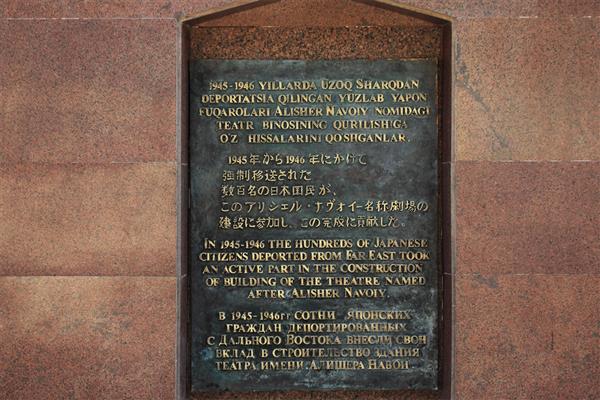 1945-1946 YILLARDA UZOQ SHARQDAN
DEPORTATSIA QILINGAN YUZLAB YAPON
FUQAROLARI ALISHER NAVOIY NOMIDAGI
TEATR BINOSINING QURILISHIGA
O'Z HISSALARINI QOSHGANLAR.
1945年から1946年にかけて
強制移送された
数百名の日本国民が、
このアリシェル・ナヴォイー名称劇場の
建設に参加し、この完成に貢献した。
IN 1945-1946 THE HUNDREDS OF JAPANESE
CITIZENS DEPORTED FROM FAR EAST TOOK
AN ACTIVE PART IN THE CONSTRUCTION
OF BUILDING OF THE THEATRE NAMED
AFTER ALISHER NAVOIY.
В 1945-1946гг СОТНИ ЯПОНСКИХ
ГРАЖДАН ДЕПОРТИРОВАННЫХ
С ДАЛЬНОГО ВОСТОКА ВНЕСЛИ СВОЙ
ВКЛАД В СТРОИТЕЛЬСТВО ЗДАНИЯ
ТЕАТРА ИМЕНИ АЛИШЕРА НАВОИ